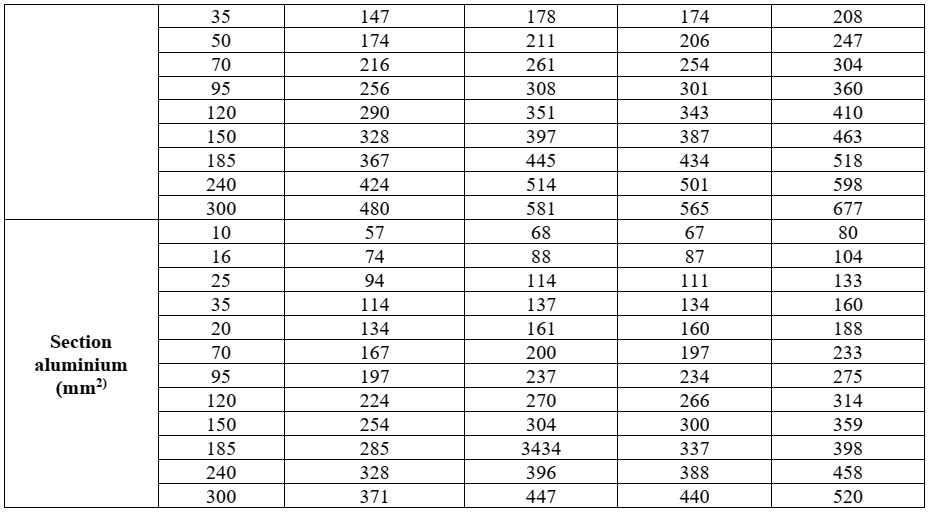 35 147 178 174 208
50 174 211 206 247
70 216 261 254 304
95 256 308 301 360
120 290 351 343 410
150 328 397 387 463
185 367 445 434 518
240 424 514 501 598
300 480 581 565 677
Section
aluminium
(mm²⁾
10 57 68 67 80
16 74 88 87 104
25 94 114 111 133
35 114 137 134 160
20 134 161 160 188
70 167 200 197 233
95 197 237 234 275
120 224 270 266 314
150 254 304 300 359
185 285 3434 337 398
240 328 396 388 458
300 371 447 440 520